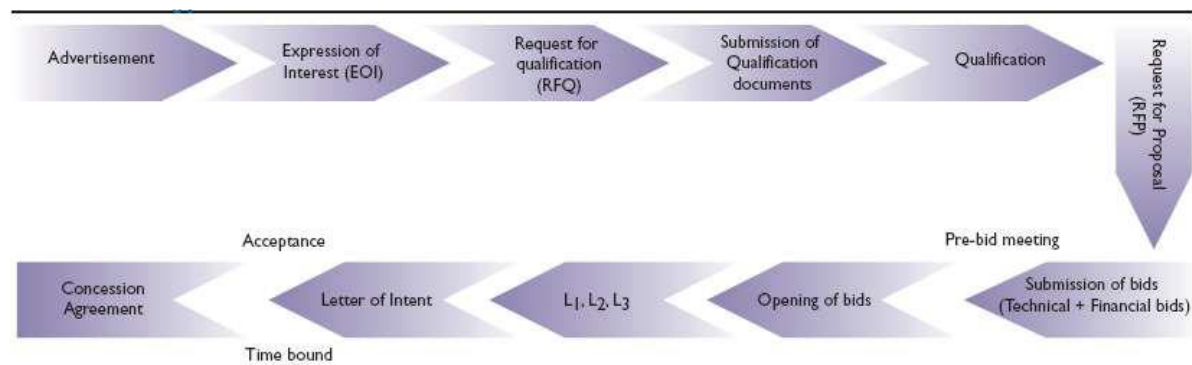 Advertisement
Expression of
Interest (EOI)
Request for
qualification
(RFQ)
Submission of
Qualification
documents
Qualification
Request for Proposal
(RFP)
Pre-bid meeting
Submission of bids
(Technical + Financial bids)
Opening of bids
L1, L2, L3
Letter of Intent
Acceptance
Time bound
Concession
Agreement